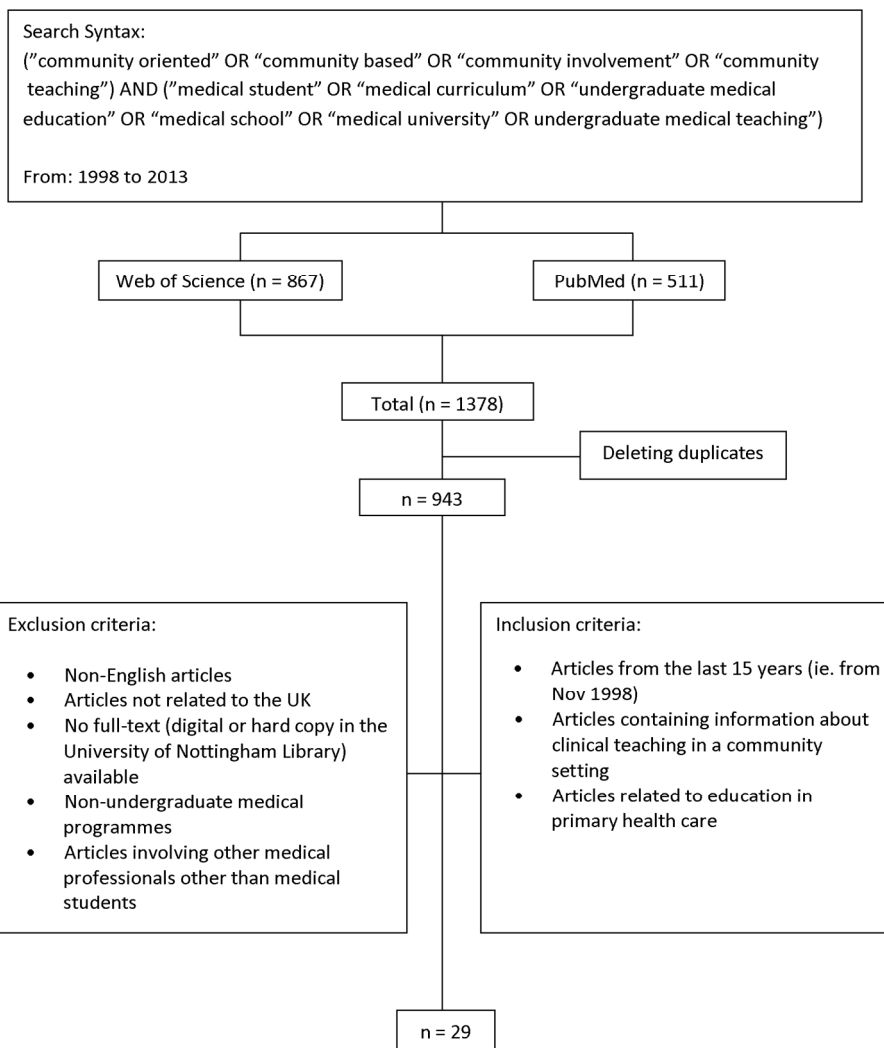 Search Syntax:
(”community oriented” OR “community based” OR “community involvement” OR “community
teaching”) AND (”medical student” OR “medical curriculum” OR “undergraduate medical
education” OR “medical school” OR “medical university” OR undergraduate medical teaching”)
From: 1998 to 2013
Web of Science (n = 867)
PubMed (n = 511)
Total (n = 1378)
Deleting duplicates
n = 943
Exclusion criteria:
• Non-English articles
• Articles not related to the UK
• No full-text (digital or hard copy in the
University of Nottingham Library)
available
• Non-undergraduate medical
programmes
• Articles involving other medical
professionals other than medical
students
Inclusion criteria:
• Articles from the last 15 years (ie. from
Nov 1998)
• Articles containing information about
clinical teaching in a community
setting
• Articles related to education in
primary health care
n = 29